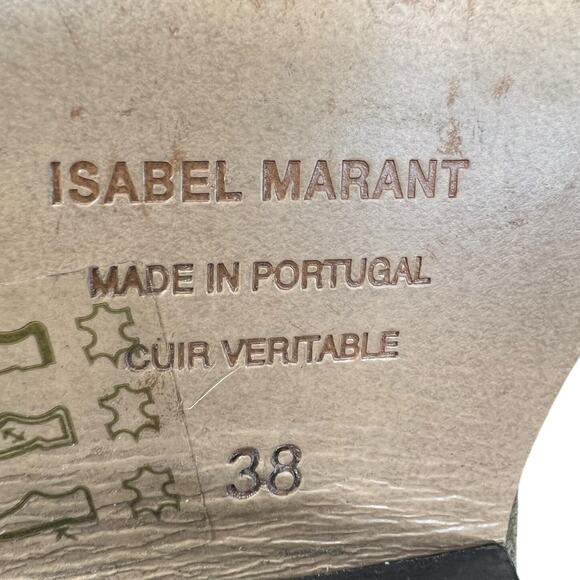 ISABEL MARANT
MADE IN PORTUGAL
CUIR VERITABLE
38